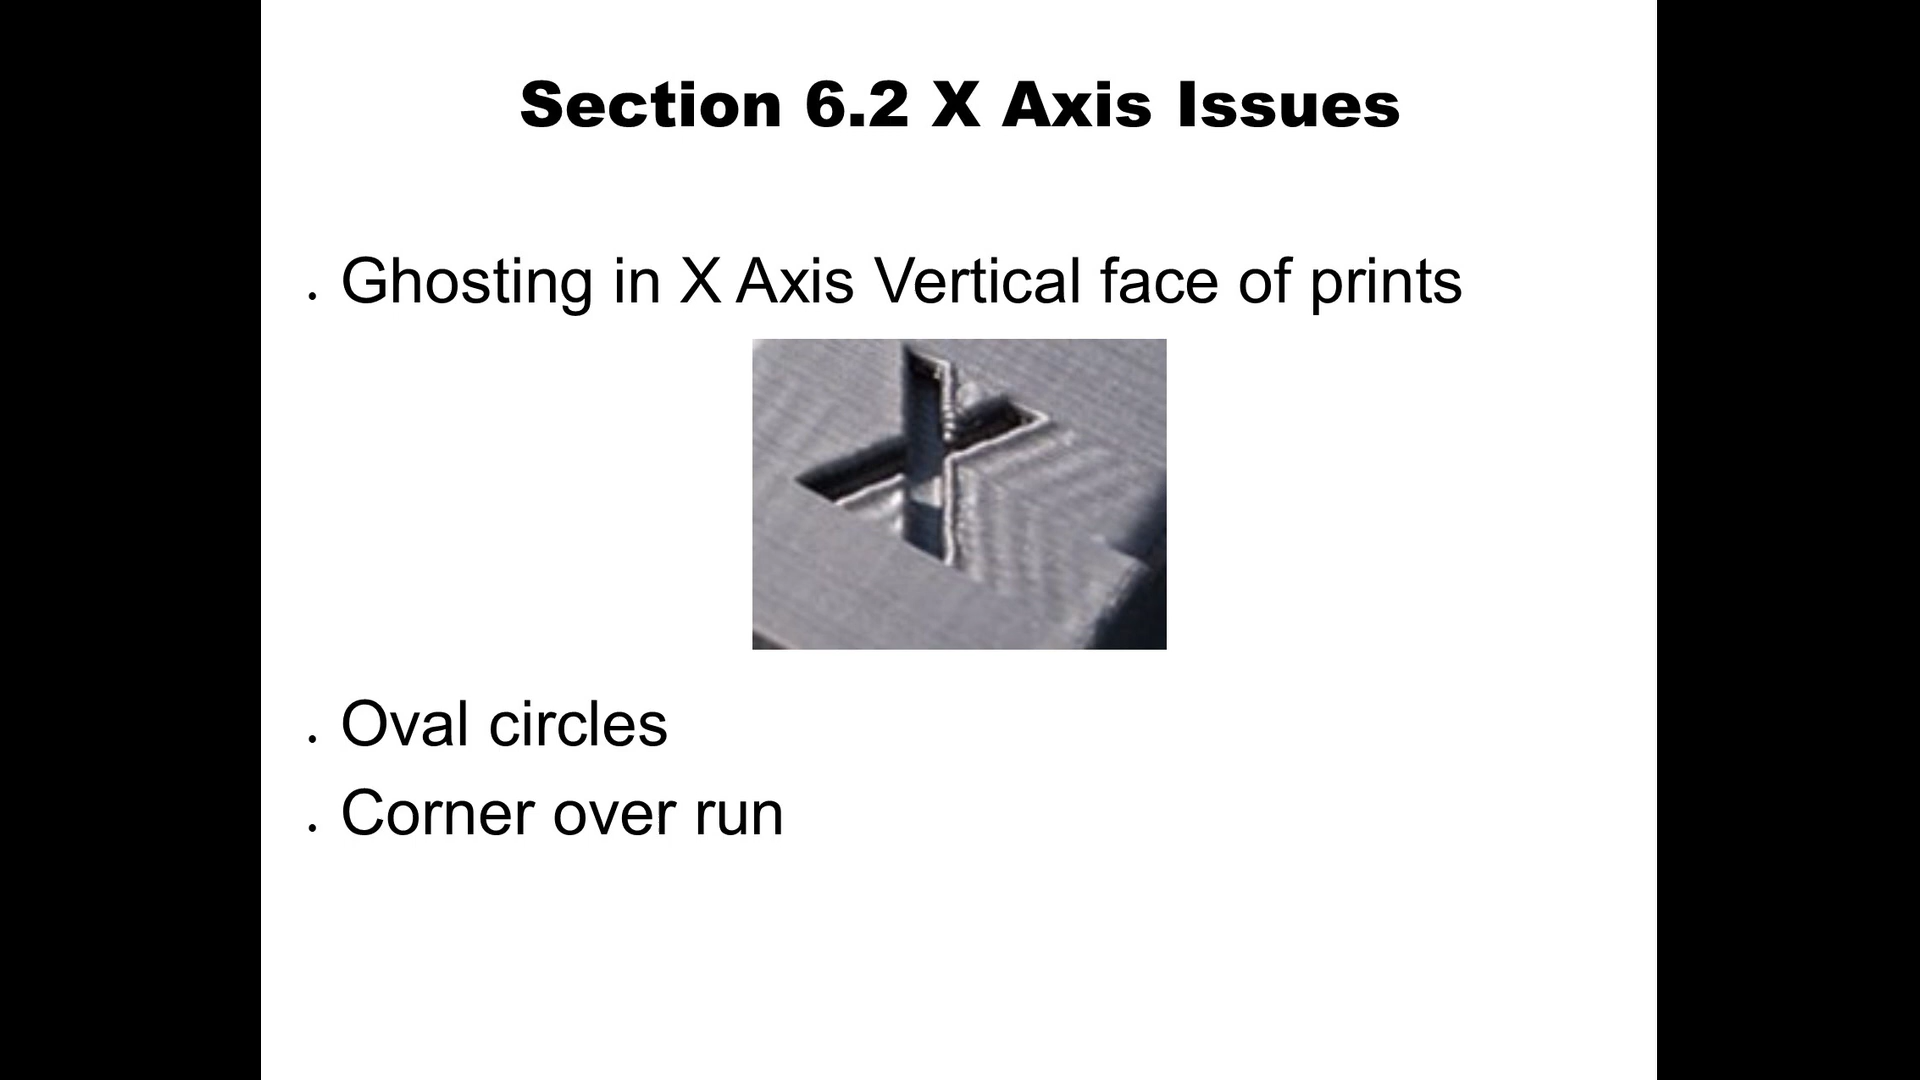 Section 6.2 X Axis Issues
. Ghosting in X Axis Vertical face of prints
. Oval circles
. Corner over run